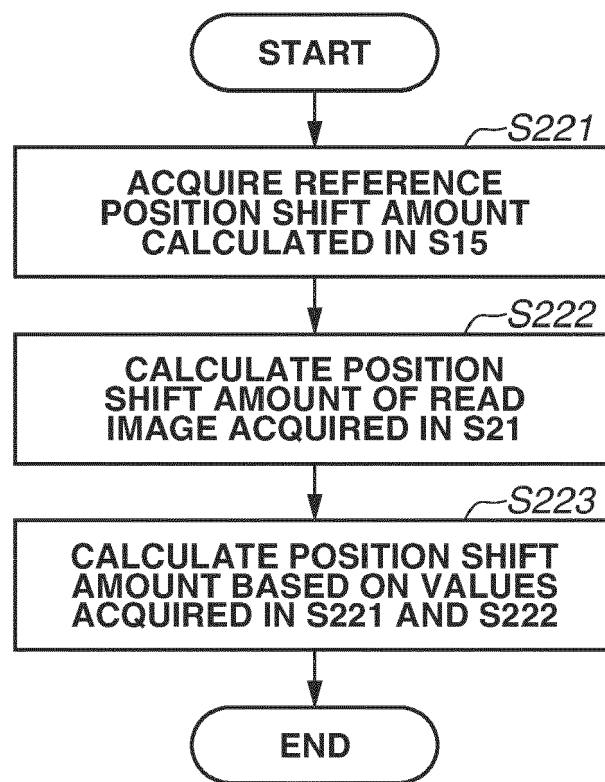 START
S221
ACQUIRE REFERENCE
POSITION SHIFT AMOUNT
CALCULATED IN S15
S222
CALCULATE POSITION
SHIFT AMOUNT OF READ
IMAGE ACQUIRED IN S21
S223
CALCULATE POSITION SHIFT
AMOUNT BASED ON VALUES
ACQUIRED IN S221 AND S222
END